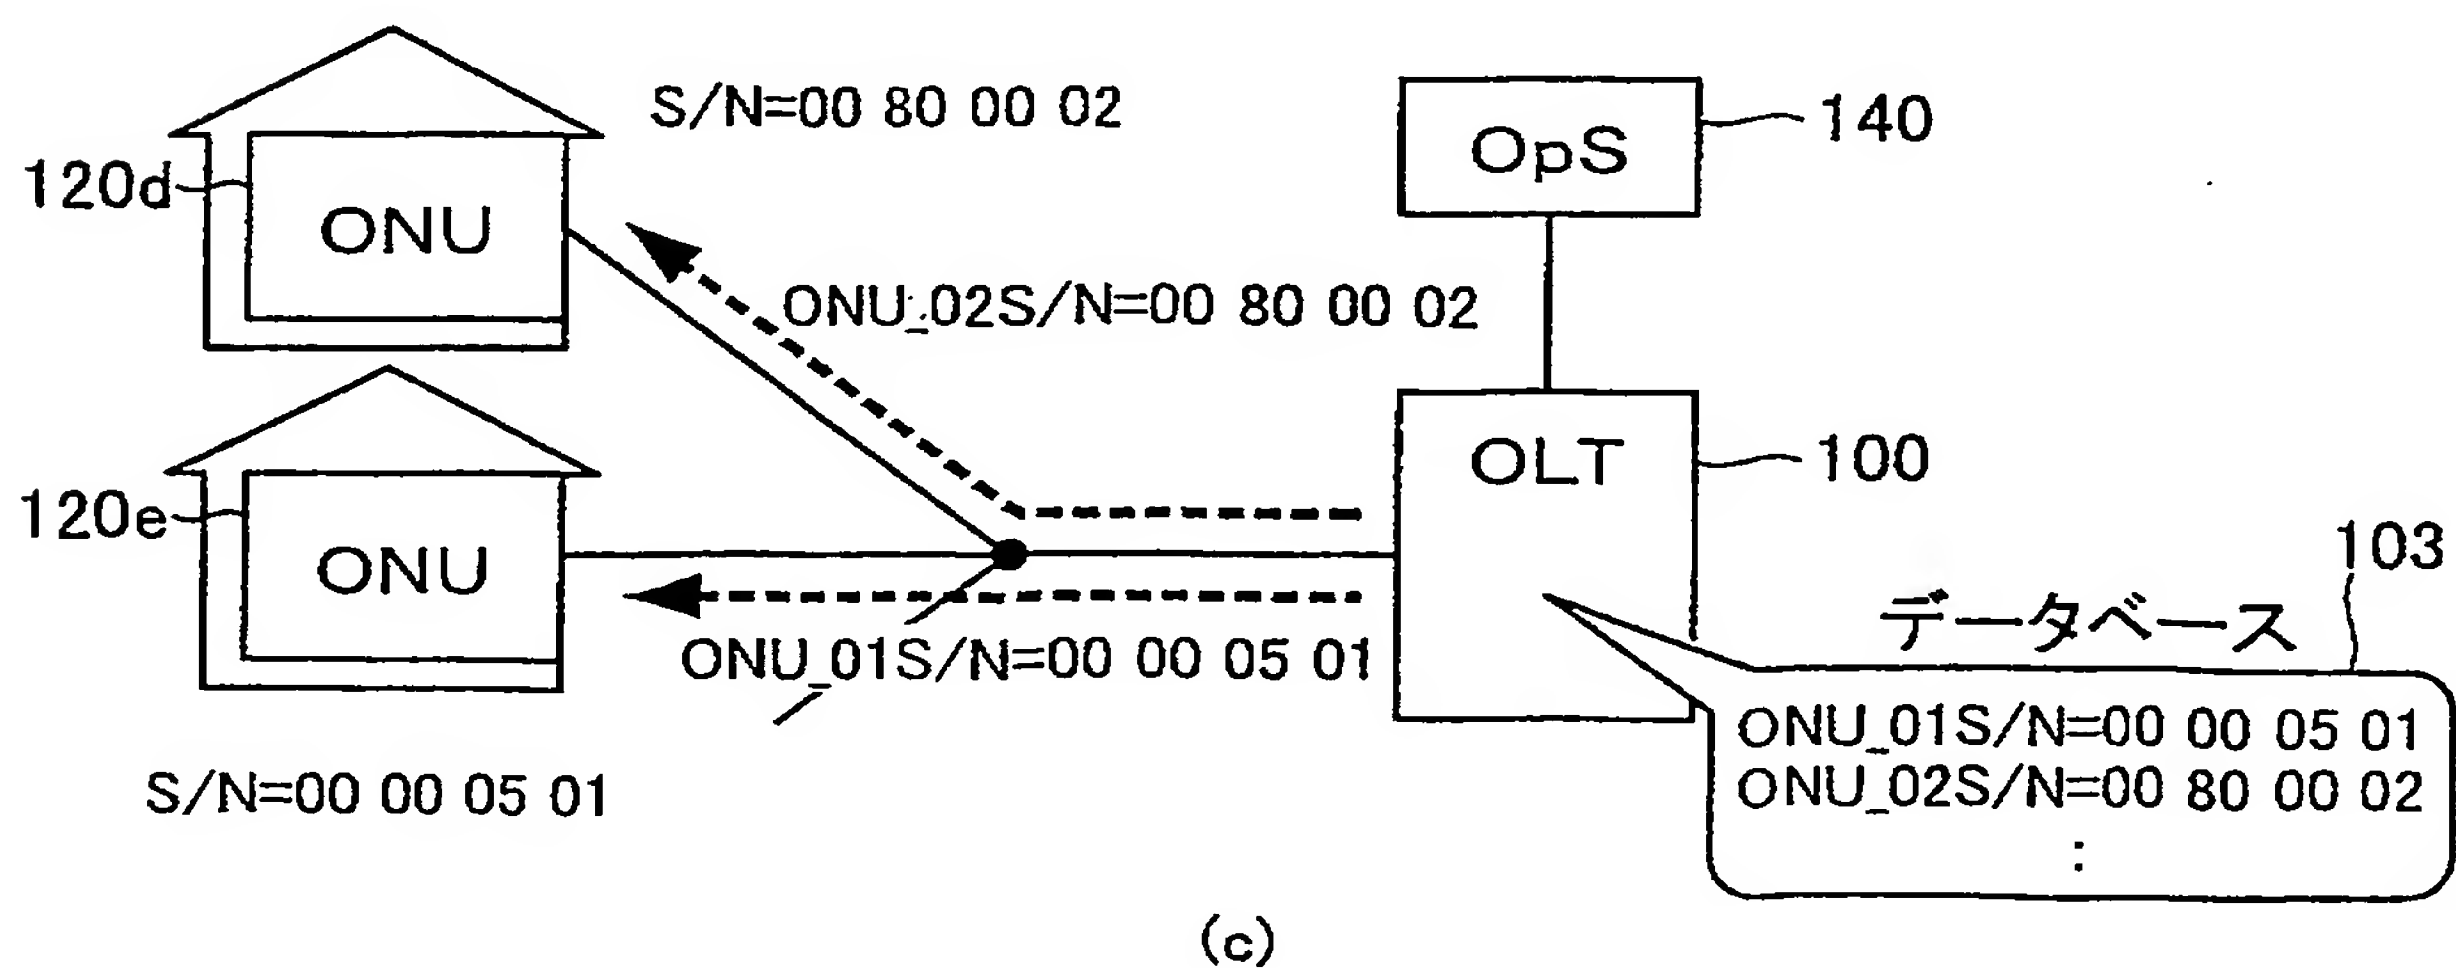 S/N=00 80 00 02
OpS
140
120d
ONU
ONU_02S/N=00 80 00 02
OLT
100
120e
ONU
103
データベース
ONU_01S/N=00 00 05 01
ONU_01S/N=00 00 05 01
ONU_02S/N=00 80 00 02
:
S/N=00 00 05 01
(c)